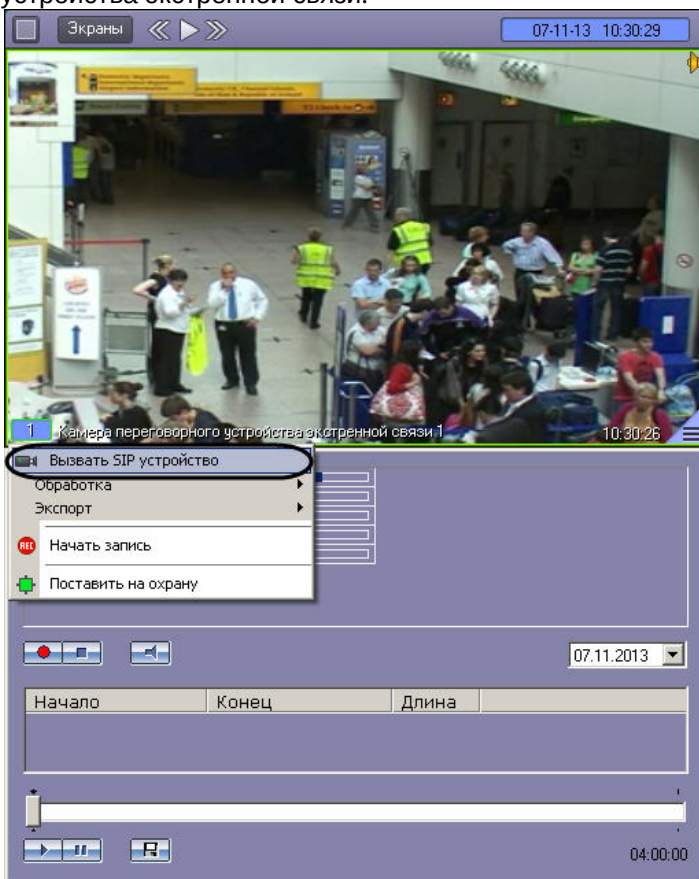 устройства экстренной связи.
Экраны 07-11-13 10:30:29
1 Камера переговорного устройства экстренной связи 1 10:30:26
Вызвать SIP устройство
Обработка
Экспорт
REC Начать запись
Поставить на охрану
07.11.2013
Начало Конец Длина
04:00:00